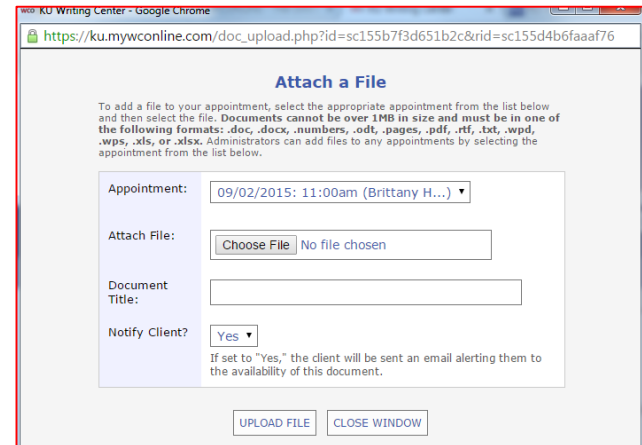 wco KU Writing Center - Google Chrome
https://ku.mywconline.com/doc_upload.php?id=sc155b7f3d651b2c&rid=sc155d4b6faaaf76
Attach a File
To add a file to your appointment, select the appropriate appointment from the list below
and then select the file. Documents cannot be over 1MB in size and must be in one of
the following formats: .doc, .docx, .numbers, .odt, .pages, .pdf, .rtf, .txt, .wpd,
.wps, .xls, or .xlsx. Administrators can add files to any appointments by selecting the
appointment from the list below.
Appointment: 09/02/2015: 11:00am (Brittany H...)
Attach File: Choose File No file chosen
Document
Title:
Notify Client? Yes
If set to "Yes," the client will be sent an email alerting them to
the availability of this document.
UPLOAD FILE CLOSE WINDOW